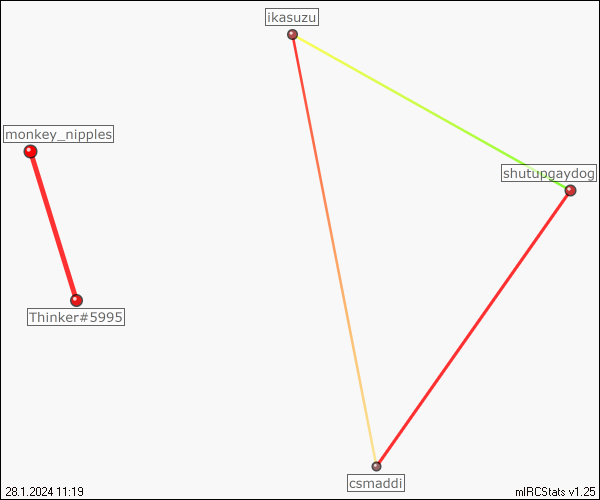 ikasuzu
monkey_nipples
shutupgaydog
Thinker#5995
csmaddi
28.1.2024 11:19
mIRCStats v1.25